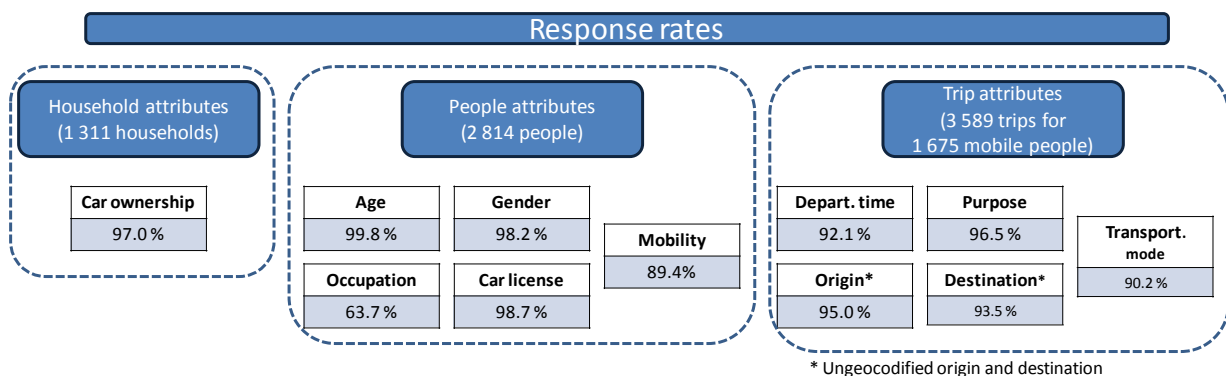 Response rates
Household attributes
(1 311 households)
Car ownership
97.0 %
People attributes
(2 814 people)
Age
99.8 %
Gender
98.2 %
Occupation
63.7 %
Car license
98.7 %
Mobility
89.4%
Trip attributes
(3 589 trips for
1 675 mobile people)
Depart. time
92.1 %
Purpose
96.5 %
Origin*
95.0 %
Destination*
93.5 %
Transport.
mode
90.2 %
* Ungeocodified origin and destination